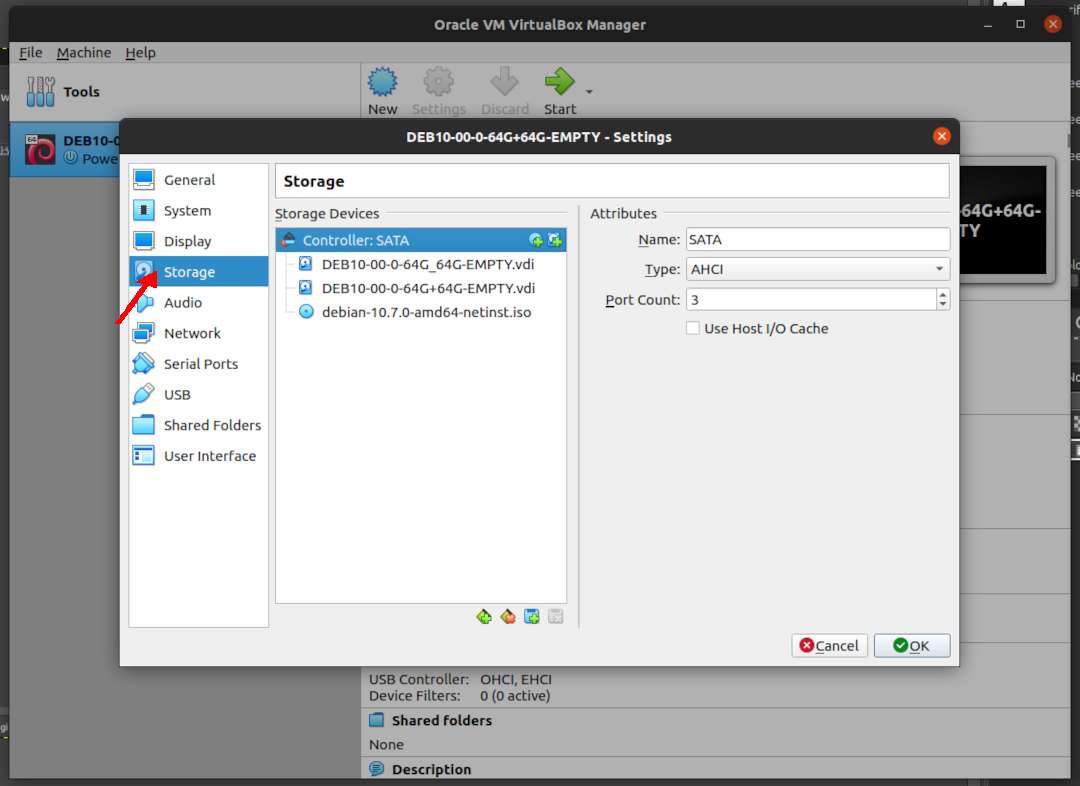 Oracle VM VirtualBox Manager
File Machine Help
Tools
New Settings Discard Start
64
DEB10-0
Powe
DEB10-00-0-64G+64G-EMPTY - Settings
General
System
Display
Storage
Audio
Network
Serial Ports
USB
Shared Folders
User Interface
Storage
Storage Devices
Controller: SATA
DEB10-00-0-64G_64G-EMPTY.vdi
DEB10-00-0-64G+64G-EMPTY.vdi
debian-10.7.0-amd64-netinst.iso
Attributes
Name: SATA
Type: AHCI
Port Count: 3
Use Host I/O Cache
-64G+64G-
TY
Cancel OK
USB Controller: OHCI, EHCI
Device Filters: 0 (0 active)
Shared folders
None
Description